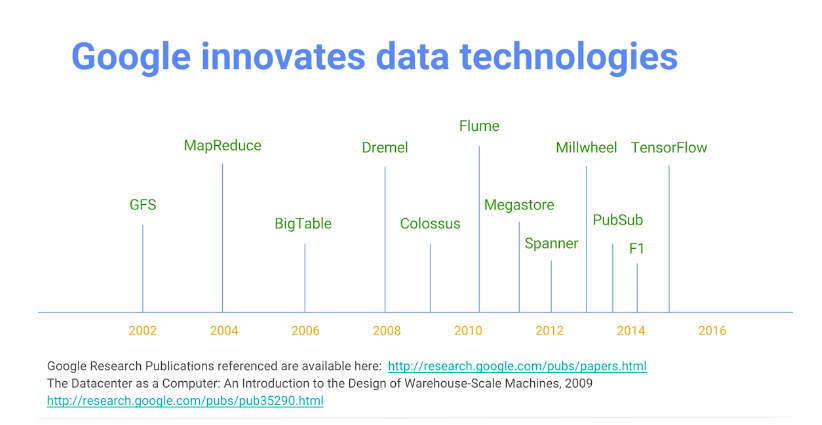 Google innovates data technologies
Flume
MapReduce
Dremel
Millwheel
TensorFlow
GFS
Megastore
BigTable
Colossus
PubSub
Spanner
F1
2002
2004
2006
2008
2010
2012
2014
2016
Google Research Publications referenced are available here: http://research.google.com/pubs/papers.html
The Datacenter as a Computer: An Introduction to the Design of Warehouse-Scale Machines, 2009
http://research.google.com/pubs/pub35290.html